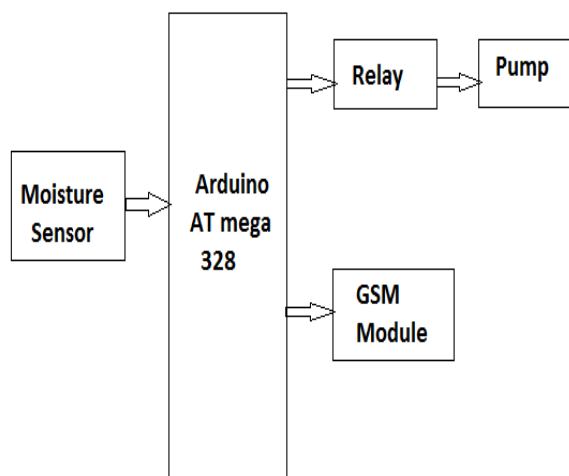 Moisture
Sensor
Arduino
AT mega
328
Relay
Pump
GSM
Module